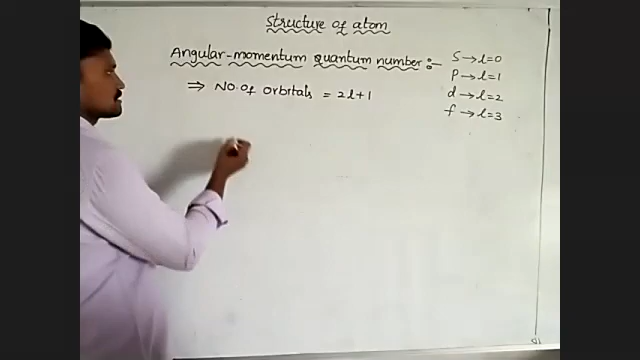 Structure of atom
Angular-momentum quantum number :-
S → l=0
P → l=1
d → l=2
f → l=3
⇒ No. of orbitals = 2l+1